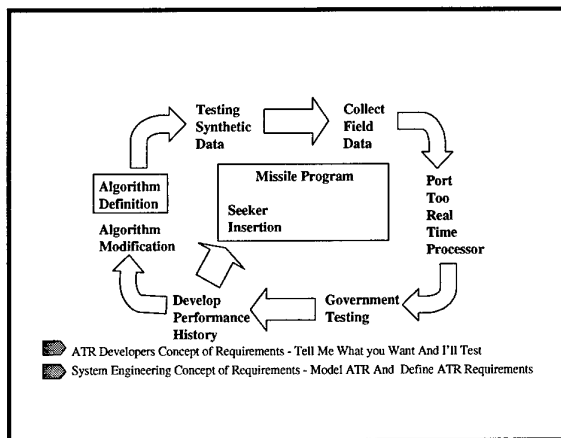 Testing
Synthetic
Data
Collect
Field
Data
Algorithm
Definition
Algorithm
Modification
Missile Program
Seeker
Insertion
Port
Too
Real
Time
Processor
Develop
Performance
History
Government
Testing
ATR Developers Concept of Requirements - Tell Me What you Want And I'll Test
System Engineering Concept of Requirements - Model ATR And Define ATR Requirements